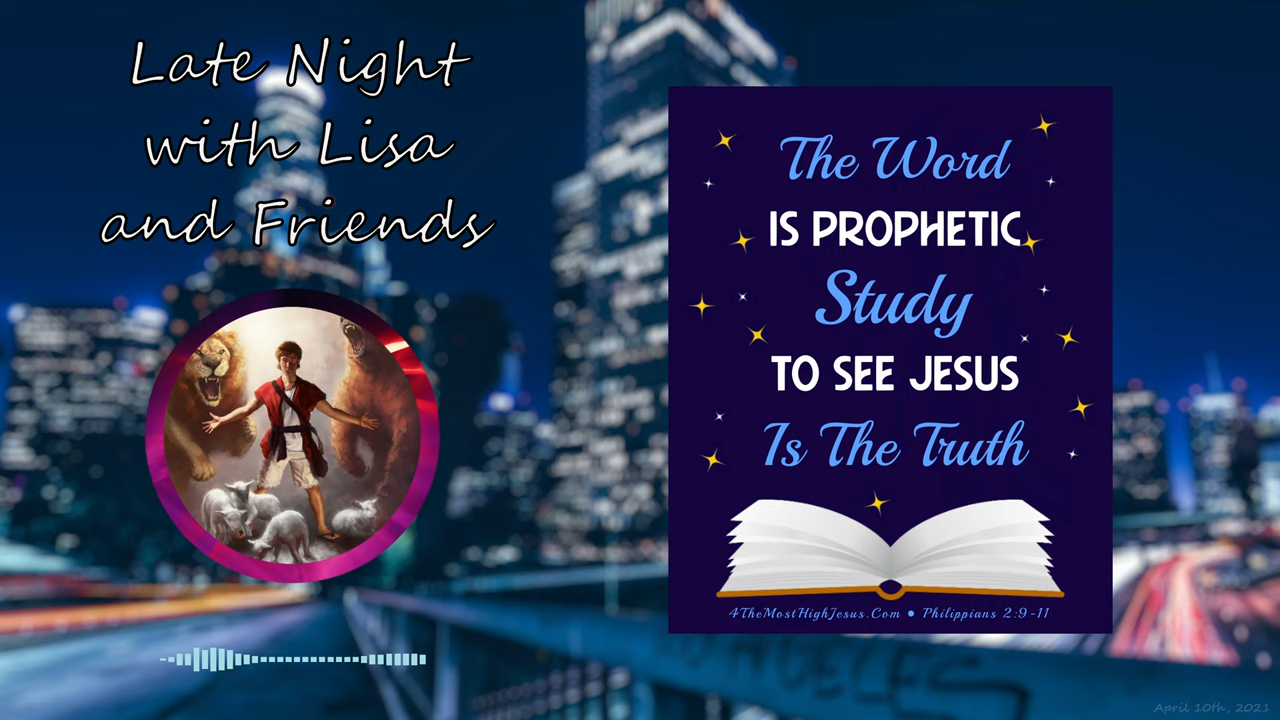 Late Night
with Lisa
and Friends
The Word
IS PROPHETIC
Study
TO SEE JESUS
Is The Truth
4TheMostHighJesus.Com • Philippians 2:9-11
April 10th, 2021